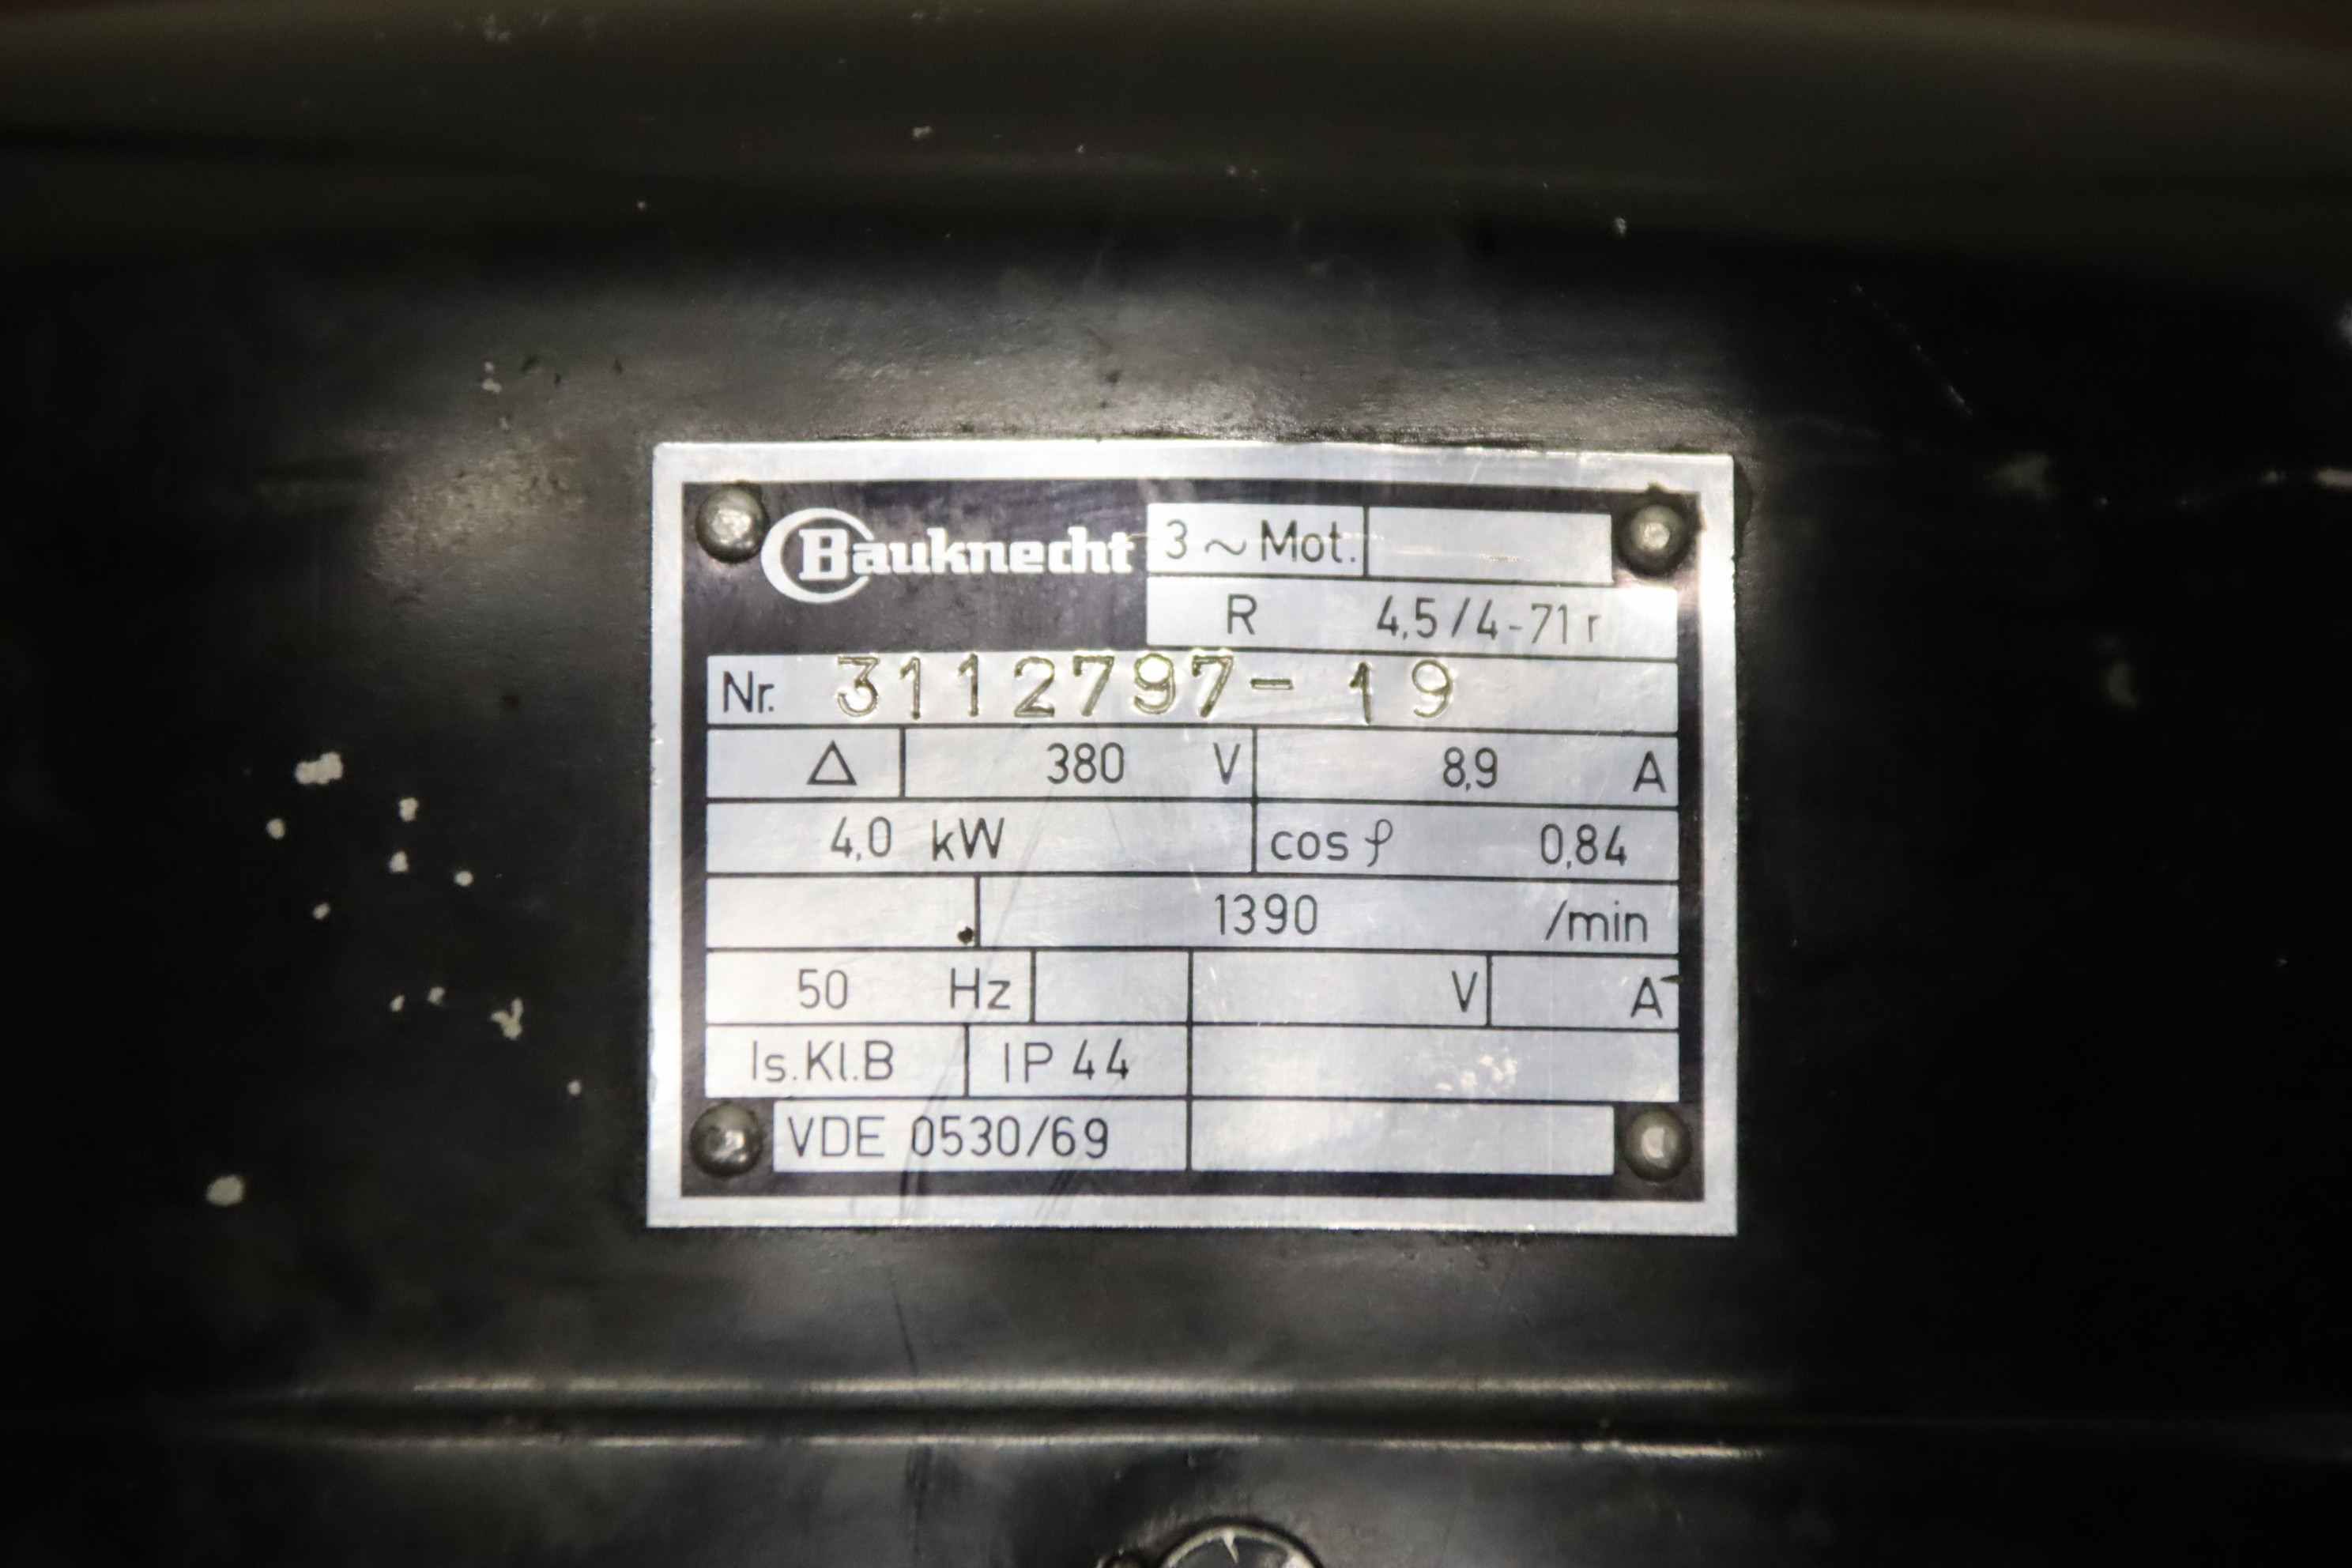 Bauknecht 3 ~ Mot.
R 4,5/4-71 r
Nr. 3112797-19
△ 380 V 8,9 A
4,0 kW cos φ 0,84
1390 /min
50 Hz V A
Is.Kl.B IP 44
VDE 0530/69